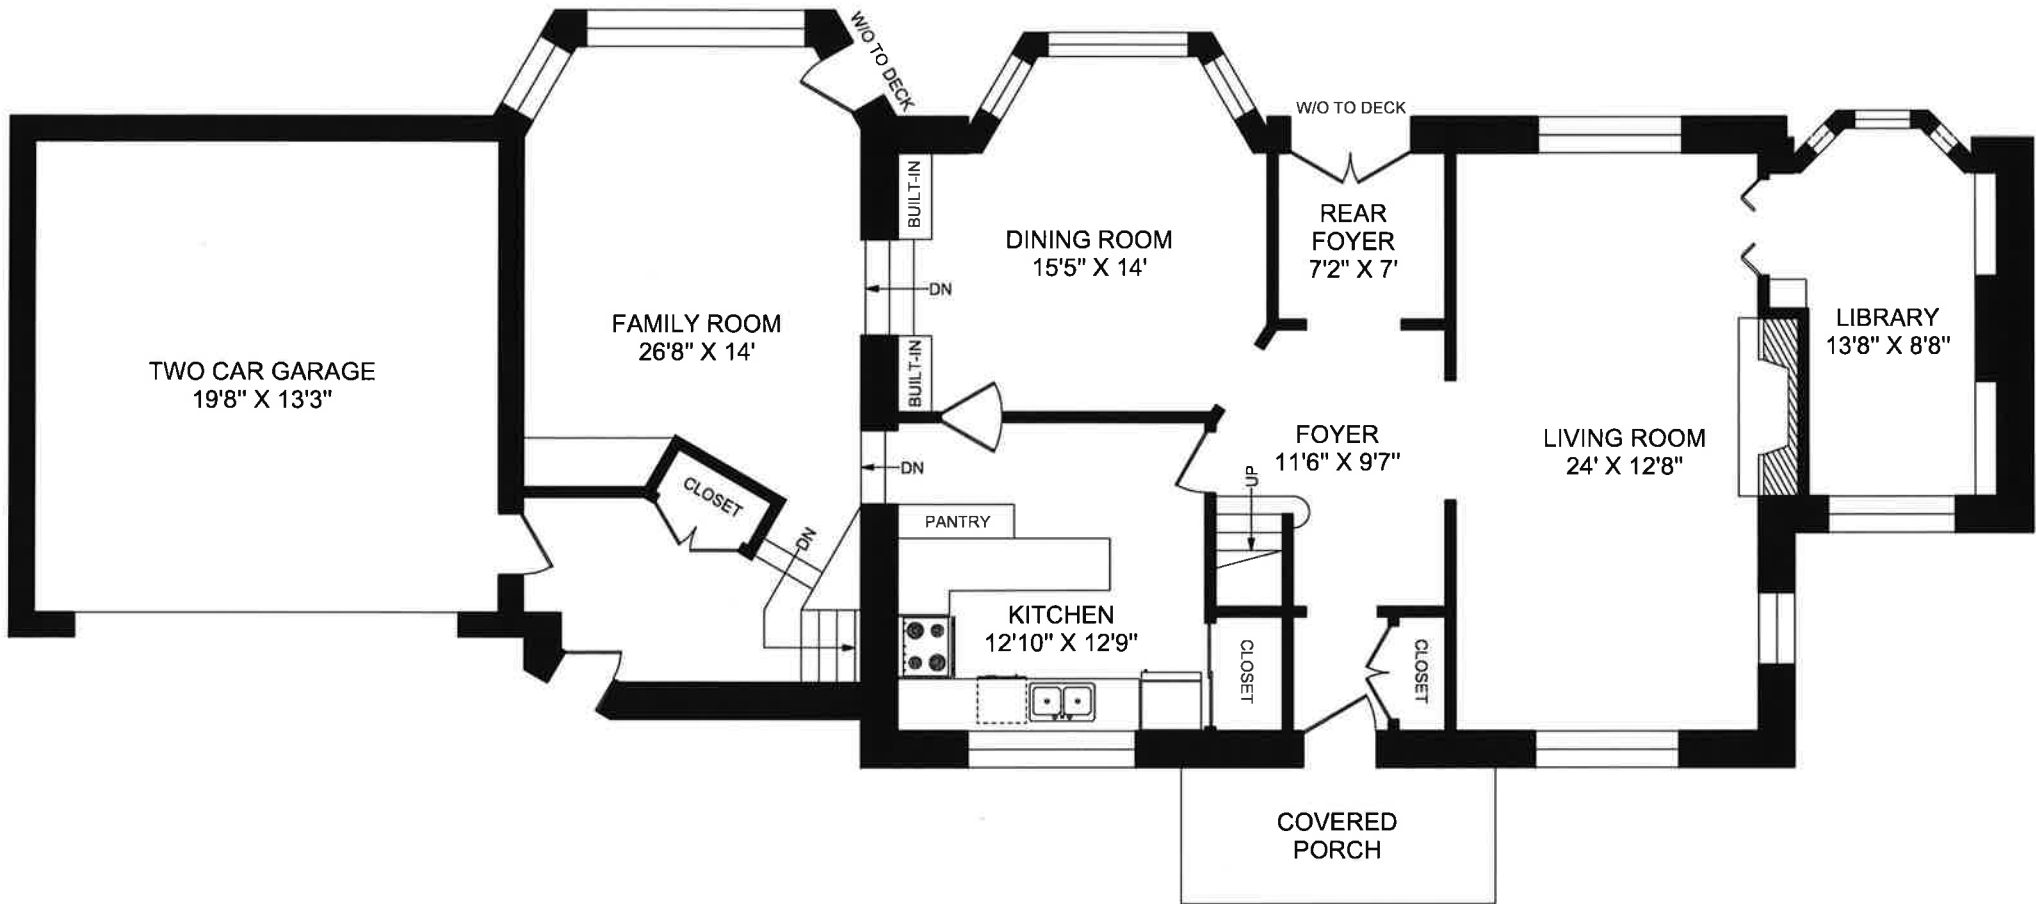 W/O TO DECK
W/O TO DECK
BUILT-IN
REAR
FOYER
7'2" X 7'
DINING ROOM
15'5" X 14'
DN
FAMILY ROOM
26'8" X 14'
LIBRARY
13'8" X 8'8"
TWO CAR GARAGE
19'8" X 13'3"
BUILT-IN
FOYER
11'6" X 9'7"
LIVING ROOM
24' X 12'8"
DN
UP
CLOSET
PANTRY
DN
KITCHEN
12'10" X 12'9"
CLOSET
CLOSET
COVERED
PORCH